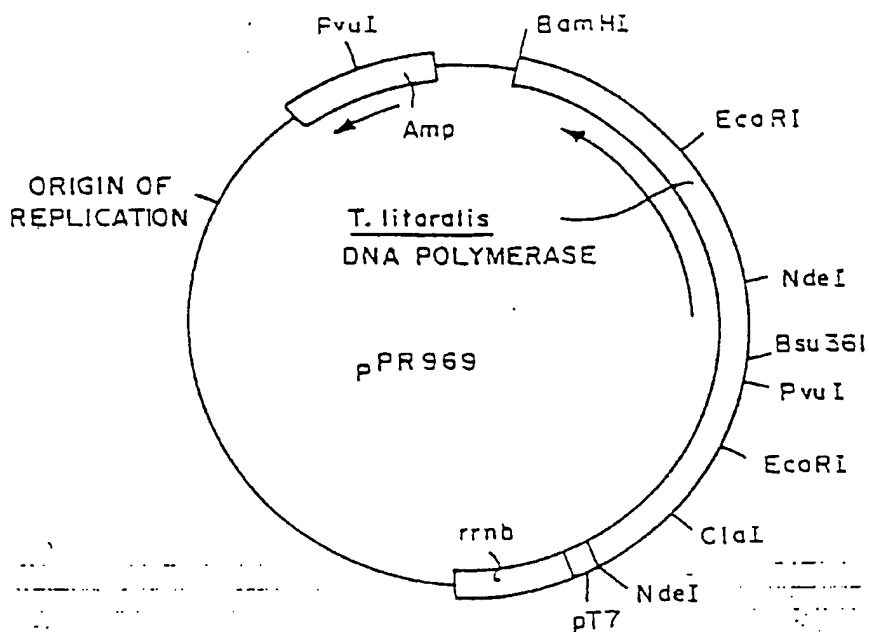 PvuI
BamHI
Amp
EcoRI
ORIGIN OF
REPLICATION
T. litoralis
DNA POLYMERASE
NdeI
Bsu36I
pPR969
PvuI
EcoRI
rrnb
ClaI
NdeI
pT7